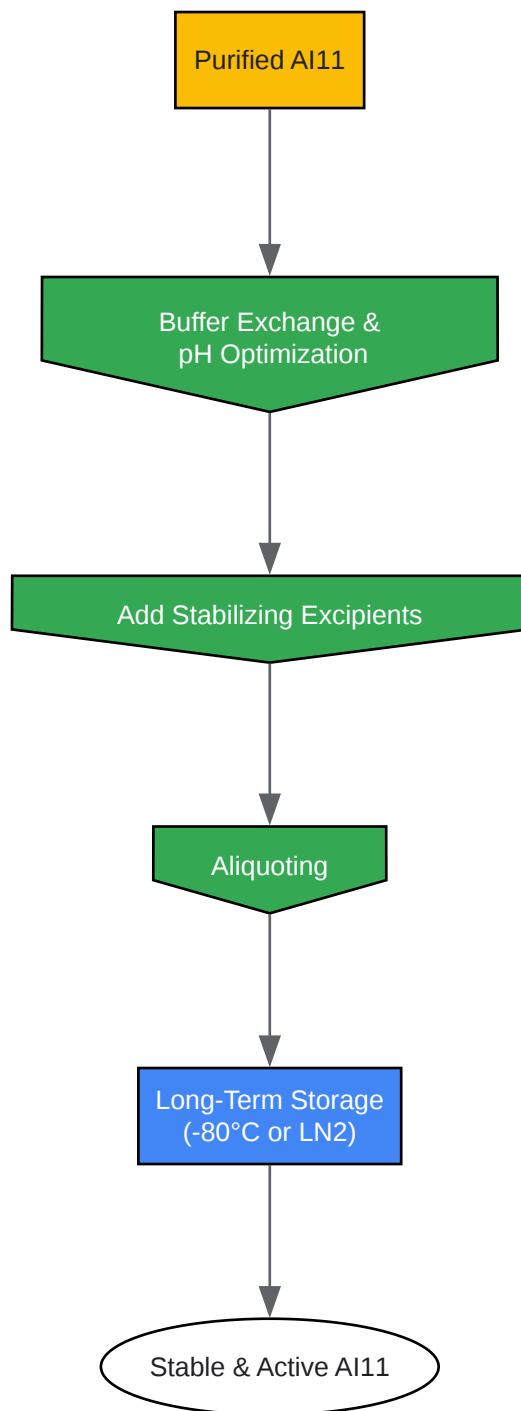 Purified AI11
Buffer Exchange &
pH Optimization
Add Stabilizing Excipients
Aliquoting
Long-Term Storage
(-80°C or LN2)
Stable & Active AI11